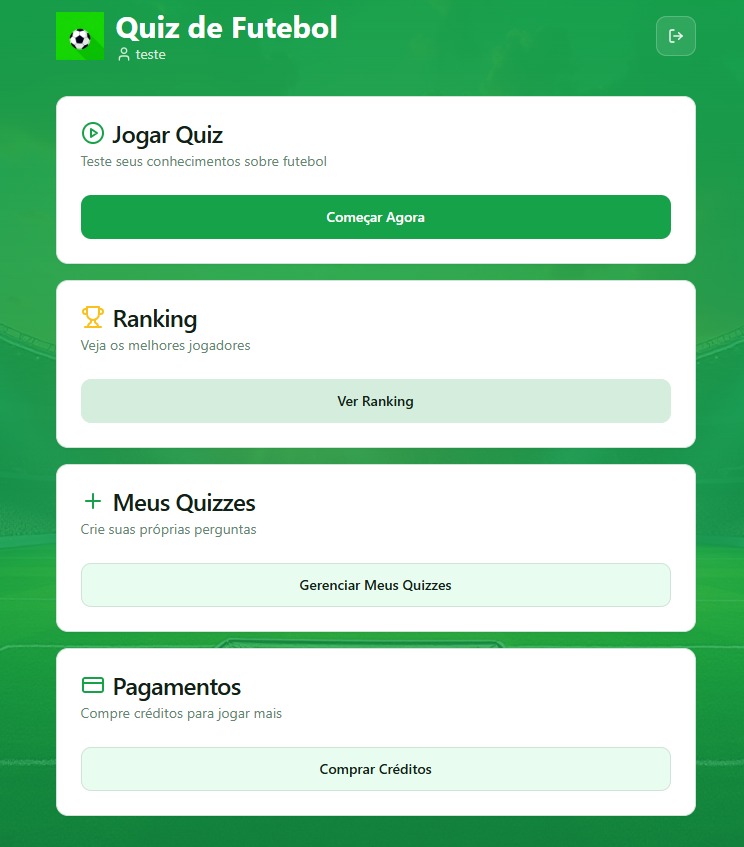 Quiz de Futebol
teste
Jogar Quiz
Teste seus conhecimentos sobre futebol
Começar Agora
Ranking
Veja os melhores jogadores
Ver Ranking
Meus Quizzes
Crie suas próprias perguntas
Gerenciar Meus Quizzes
Pagamentos
Compre créditos para jogar mais
Comprar Créditos